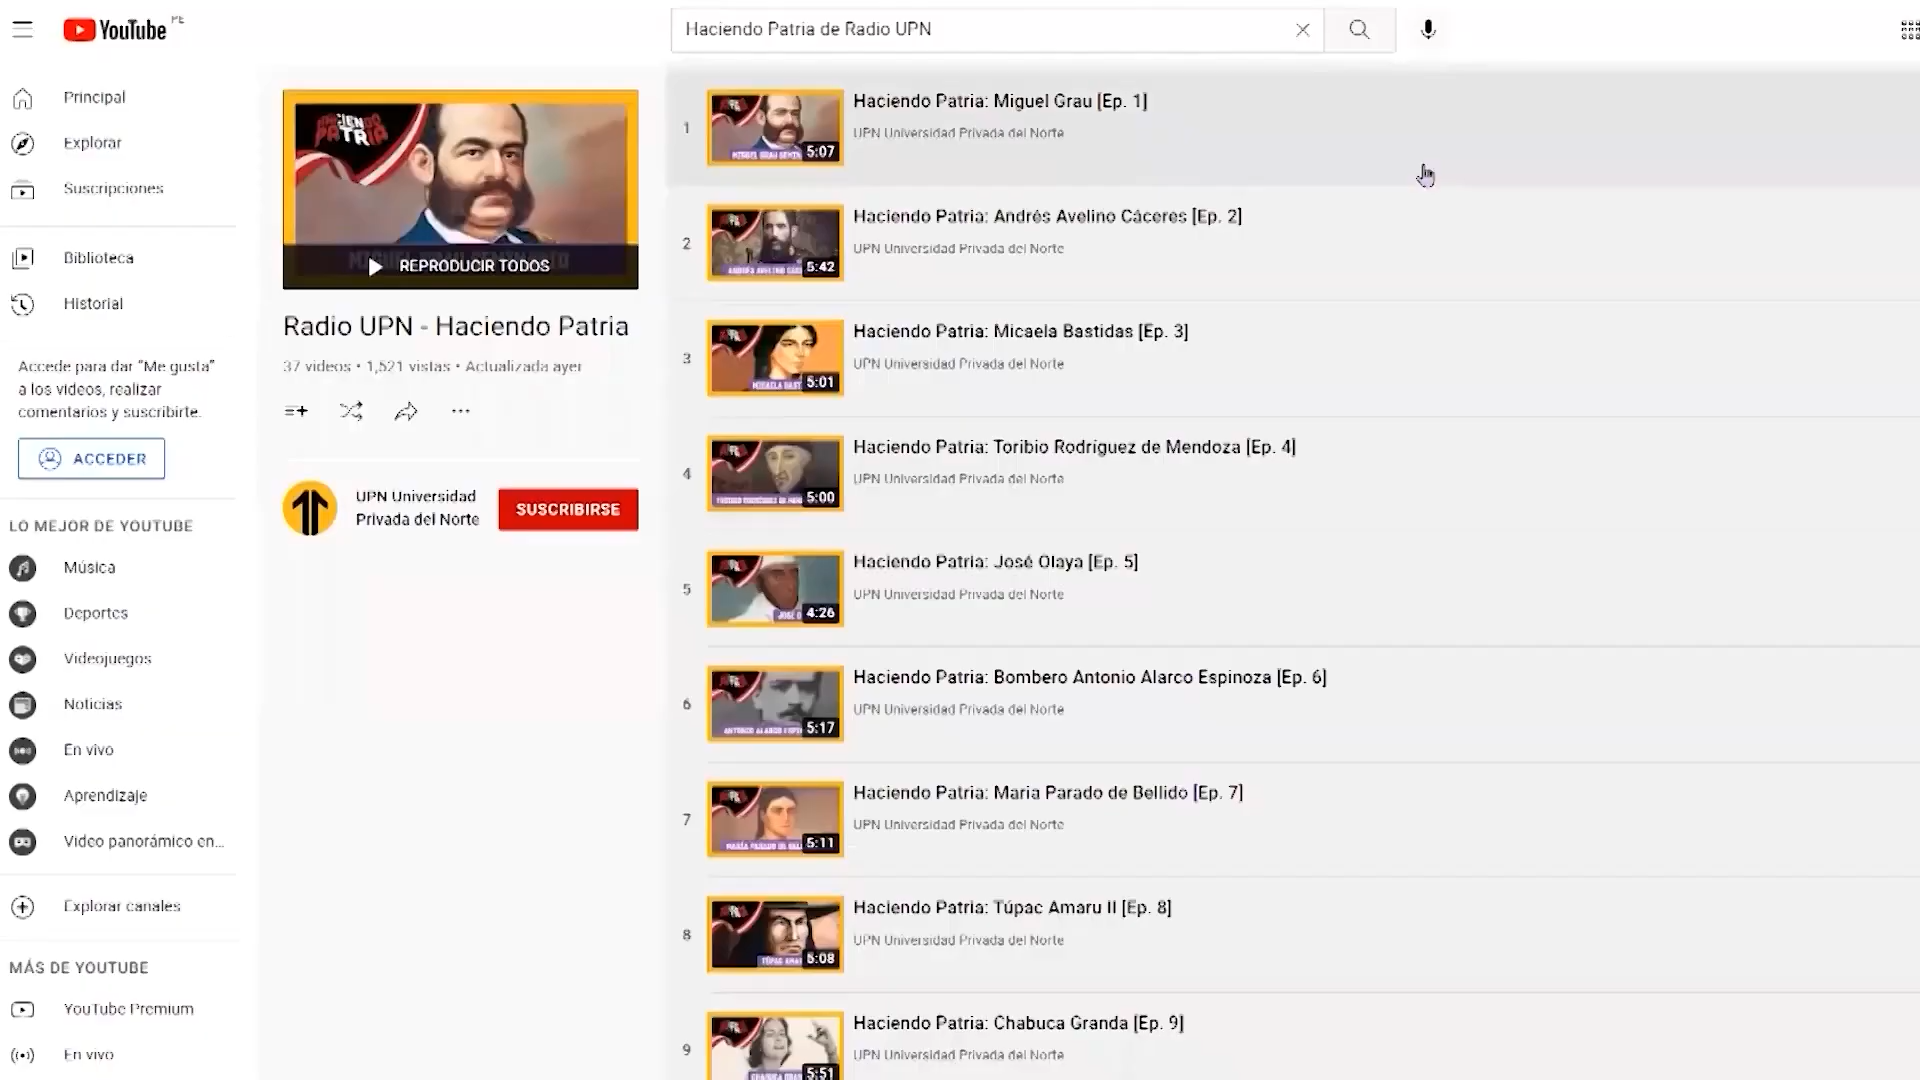 YouTube PE
Haciendo Patria de Radio UPN
Principal
Explorar
Suscripciones
Biblioteca
Historial
Accede para dar “Me gusta”
a los videos, realizar
comentarios y suscribirte.
ACCEDER
LO MEJOR DE YOUTUBE
Música
Deportes
Videojuegos
Noticias
En vivo
Aprendizaje
Video panorámico en...
Explorar canales
MÁS DE YOUTUBE
YouTube Premium
En vivo
HACIENDO
PATRIA
REPRODUCIR TODOS
Radio UPN - Haciendo Patria
37 videos • 1,521 vistas • Actualizada ayer
UPN Universidad
Privada del Norte
SUSCRIBIRSE
1
5:07
Haciendo Patria: Miguel Grau [Ep. 1]
UPN Universidad Privada del Norte
2
5:42
Haciendo Patria: Andrés Avelino Cáceres [Ep. 2]
UPN Universidad Privada del Norte
3
5:01
Haciendo Patria: Micaela Bastidas [Ep. 3]
UPN Universidad Privada del Norte
4
5:00
Haciendo Patria: Toribio Rodríguez de Mendoza [Ep. 4]
UPN Universidad Privada del Norte
5
4:26
Haciendo Patria: José Olaya [Ep. 5]
UPN Universidad Privada del Norte
6
5:17
Haciendo Patria: Bombero Antonio Alarco Espinoza [Ep. 6]
UPN Universidad Privada del Norte
7
5:11
Haciendo Patria: Maria Parado de Bellido [Ep. 7]
UPN Universidad Privada del Norte
8
5:08
Haciendo Patria: Túpac Amaru II [Ep. 8]
UPN Universidad Privada del Norte
9
5:51
Haciendo Patria: Chabuca Granda [Ep. 9]
UPN Universidad Privada del Norte